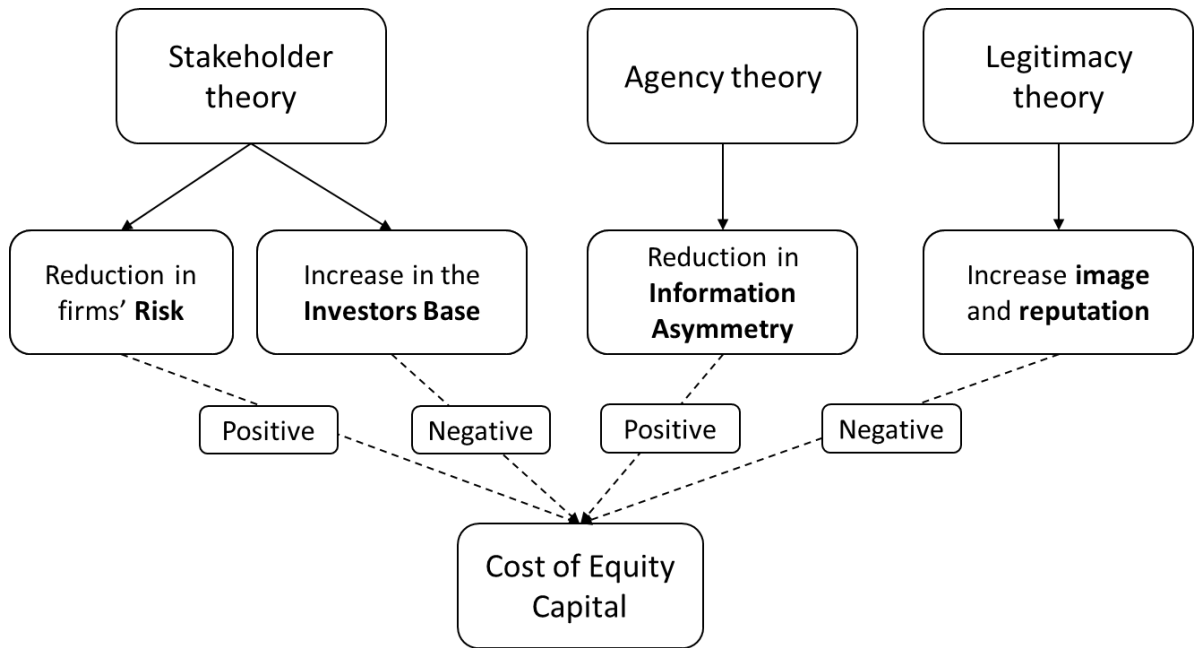 Stakeholder
theory
Agency theory
Legitimacy
theory
Reduction in
firms’ Risk
Increase in the
Investors Base
Reduction in
Information
Asymmetry
Increase image
and reputation
Positive
Negative
Positive
Negative
Cost of Equity
Capital